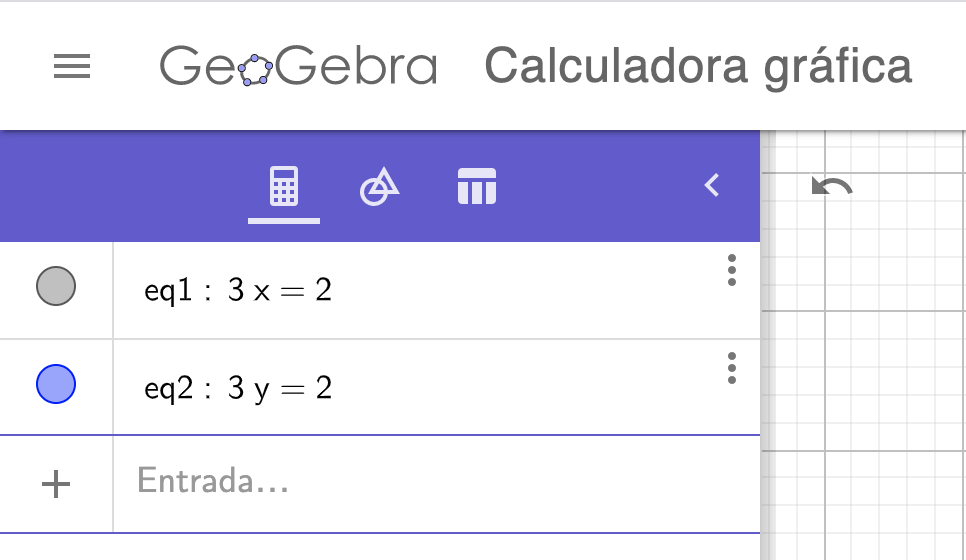 GeoGebra Calculadora gráfica
eq1 : 3 x = 2
eq2 : 3 y = 2
Entrada...